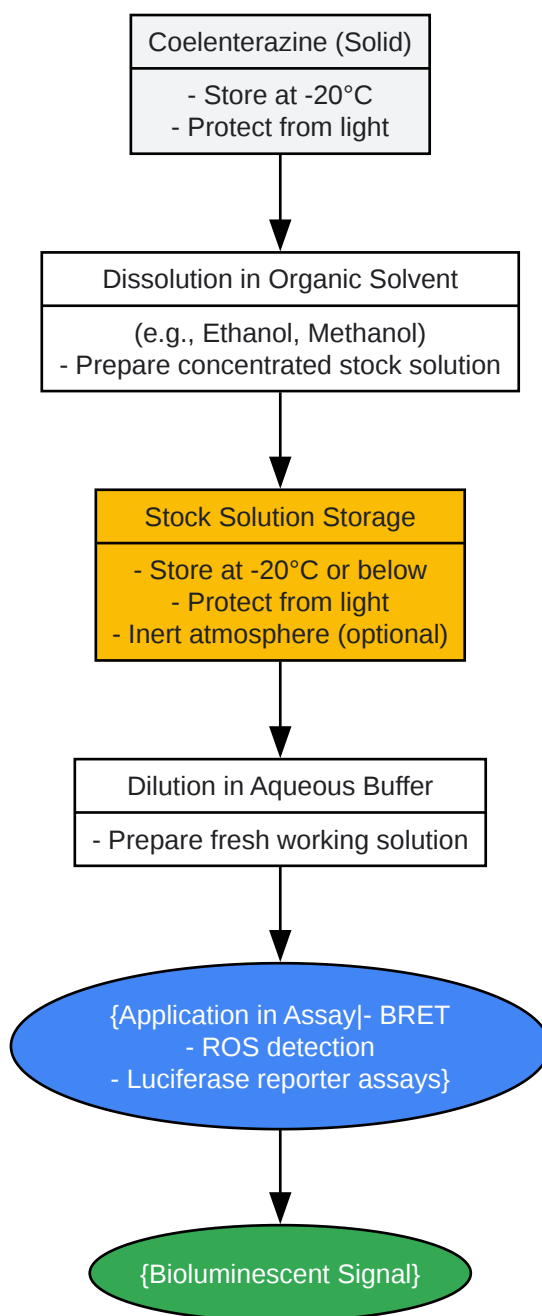 Coelenterazine (Solid)
- Store at -20°C
- Protect from light
Dissolution in Organic Solvent
(e.g., Ethanol, Methanol)
- Prepare concentrated stock solution
Stock Solution Storage
- Store at -20°C or below
- Protect from light
- Inert atmosphere (optional)
Dilution in Aqueous Buffer
- Prepare fresh working solution
{Application in Assay|- BRET
- ROS detection
- Luciferase reporter assays}
{Bioluminescent Signal}